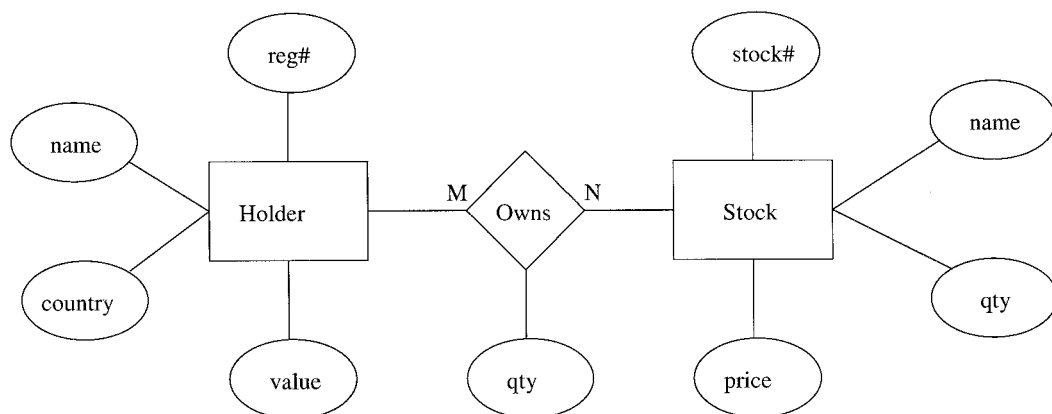 reg#
stock#
name
name
M
N
Holder
Owns
Stock
country
qty
value
qty
price